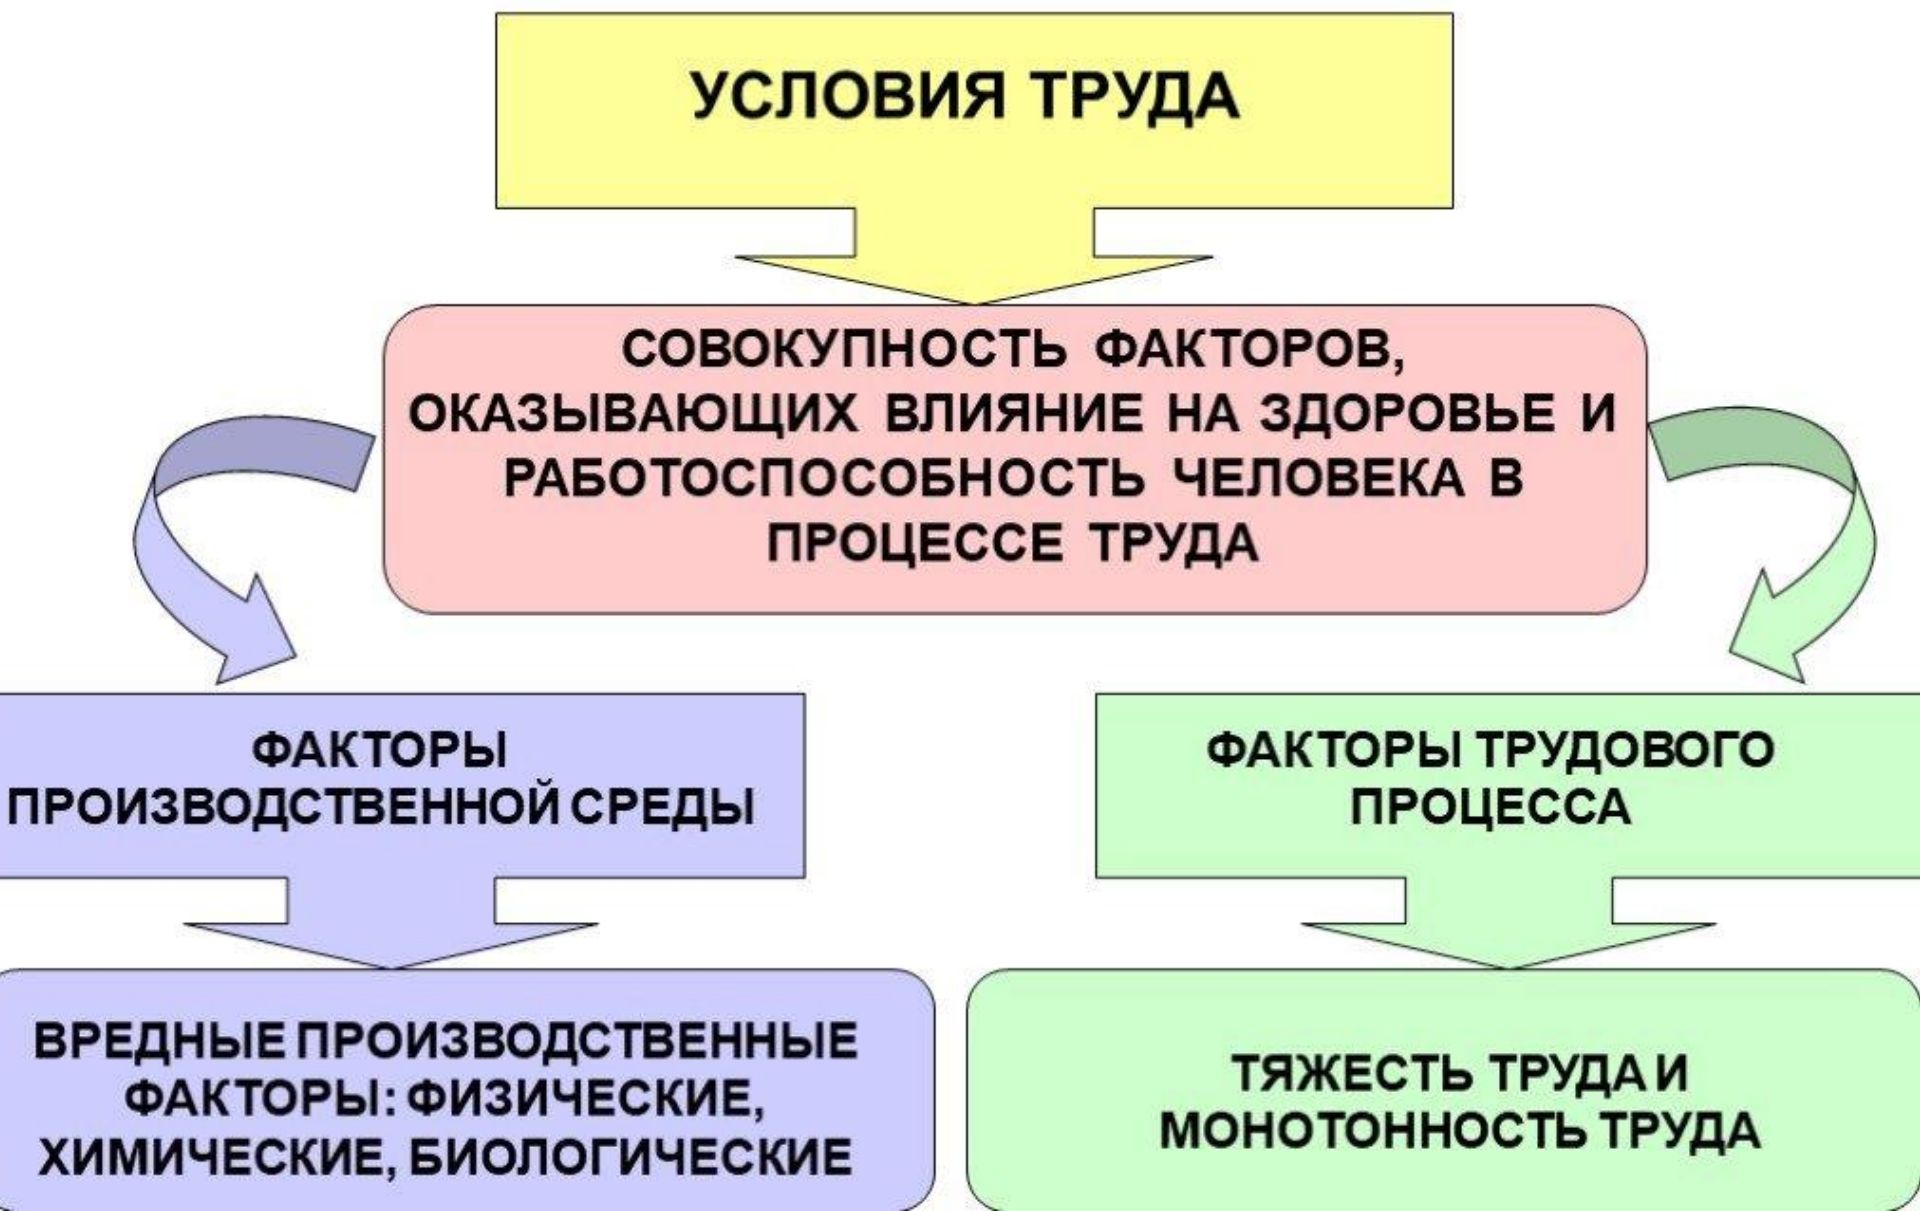 УСЛОВИЯ ТРУДА
СОВОКУПНОСТЬ ФАКТОРОВ,
ОКАЗЫВАЮЩИХ ВЛИЯНИЕ НА ЗДОРОВЬЕ И
РАБОТОСПОСОБНОСТЬ ЧЕЛОВЕКА В
ПРОЦЕССЕ ТРУДА
ФАКТОРЫ
ПРОИЗВОДСТВЕННОЙ СРЕДЫ
ВРЕДНЫЕ ПРОИЗВОДСТВЕННЫЕ
ФАКТОРЫ: ФИЗИЧЕСКИЕ,
ХИМИЧЕСКИЕ, БИОЛОГИЧЕСКИЕ
ФАКТОРЫ ТРУДОВОГО
ПРОЦЕССА
ТЯЖЕСТЬ ТРУДА И
МОНОТОННОСТЬ ТРУДА